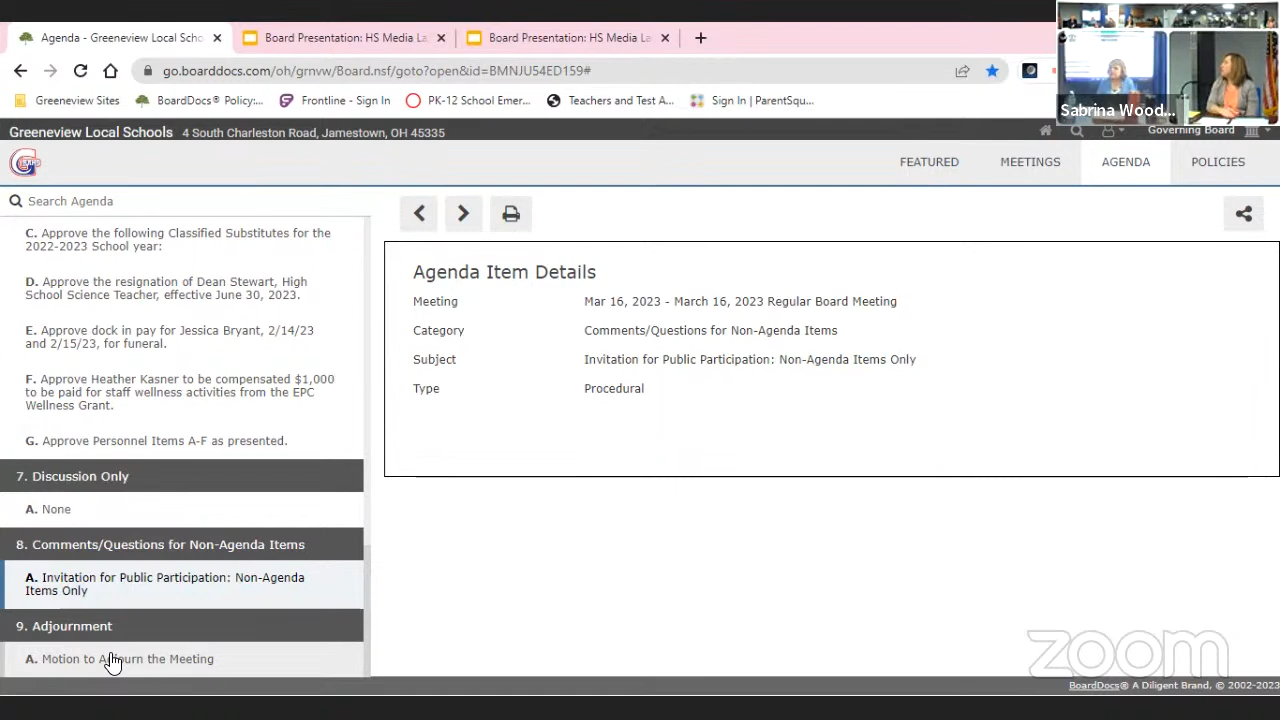 Agenda - Greeneview Local Scho
Board Presentation: HS Media
Board Presentation: HS Media La
go.boarddocs.com/oh/grnvw/Board.nsf/goto?open&id=BMNJU54ED159#
Greeneview Sites
BoardDocs® Policy:...
Frontline - Sign In
PK-12 School Emer...
Teachers and Test A...
Sign In | ParentSqu...
Sabrina Wood...
Greeneview Local Schools 4 South Charleston Road, Jamestown, OH 45335
Governing Board
FEATURED
MEETINGS
AGENDA
POLICIES
Search Agenda
C. Approve the following Classified Substitutes for the
2022-2023 School year:
D. Approve the resignation of Dean Stewart, High
School Science Teacher, effective June 30, 2023.
E. Approve dock in pay for Jessica Bryant, 2/14/23
and 2/15/23, for funeral.
F. Approve Heather Kasner to be compensated $1,000
to be paid for staff wellness activities from the EPC
Wellness Grant.
G. Approve Personnel Items A-F as presented.
7. Discussion Only
A. None
8. Comments/Questions for Non-Agenda Items
A. Invitation for Public Participation: Non-Agenda
Items Only
9. Adjournment
A. Motion to Adjourn the Meeting
Agenda Item Details
Meeting Mar 16, 2023 - March 16, 2023 Regular Board Meeting
Category Comments/Questions for Non-Agenda Items
Subject Invitation for Public Participation: Non-Agenda Items Only
Type Procedural
zoom
BoardDocs® A Diligent Brand, © 2002-2023